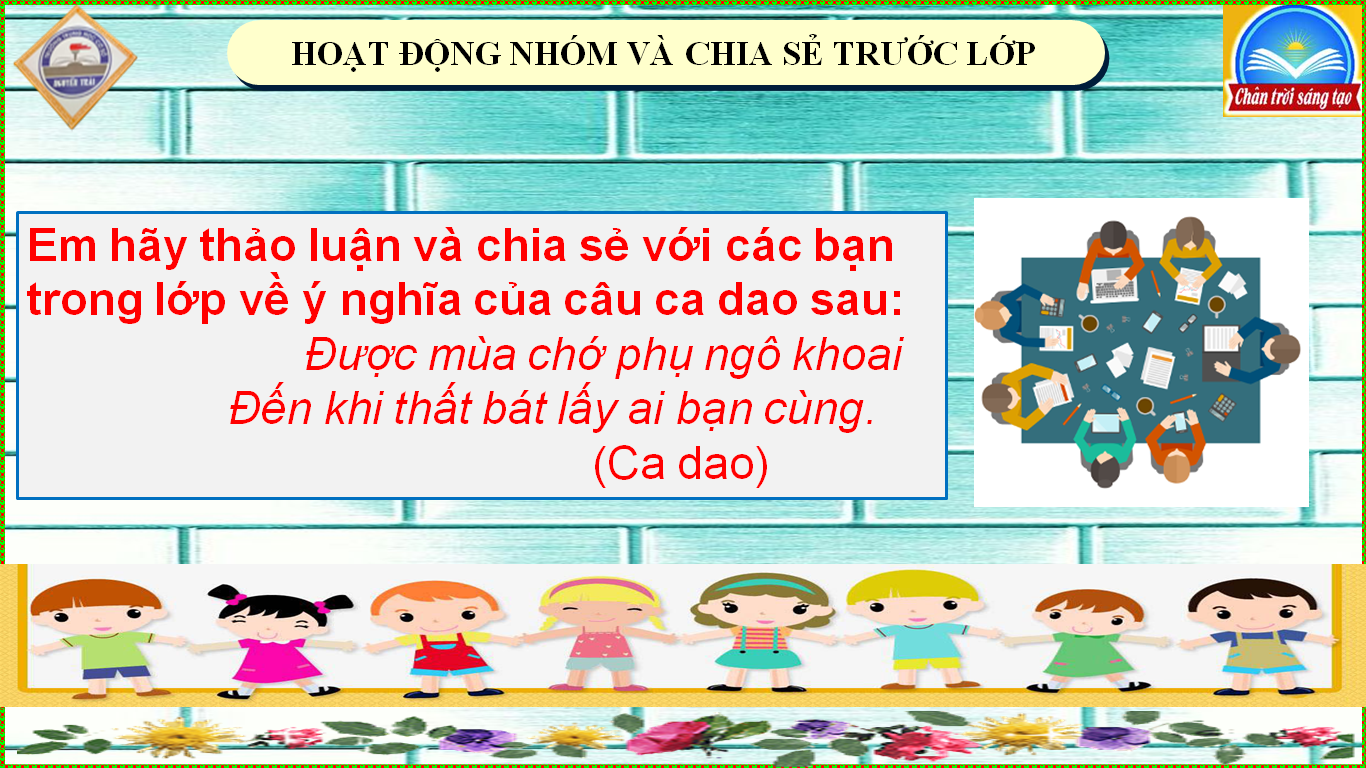 HOẠT ĐỘNG NHÓM VÀ CHIA SẺ TRƯỚC LỚP
NGUYỄN TRÃI
Chân trời sáng tạo
Em hãy thảo luận và chia sẻ với các bạn
trong lớp về ý nghĩa của câu ca dao sau:
Được mùa chớ phụ ngô khoai
Đến khi thất bát lấy ai bạn cùng.
(Ca dao)